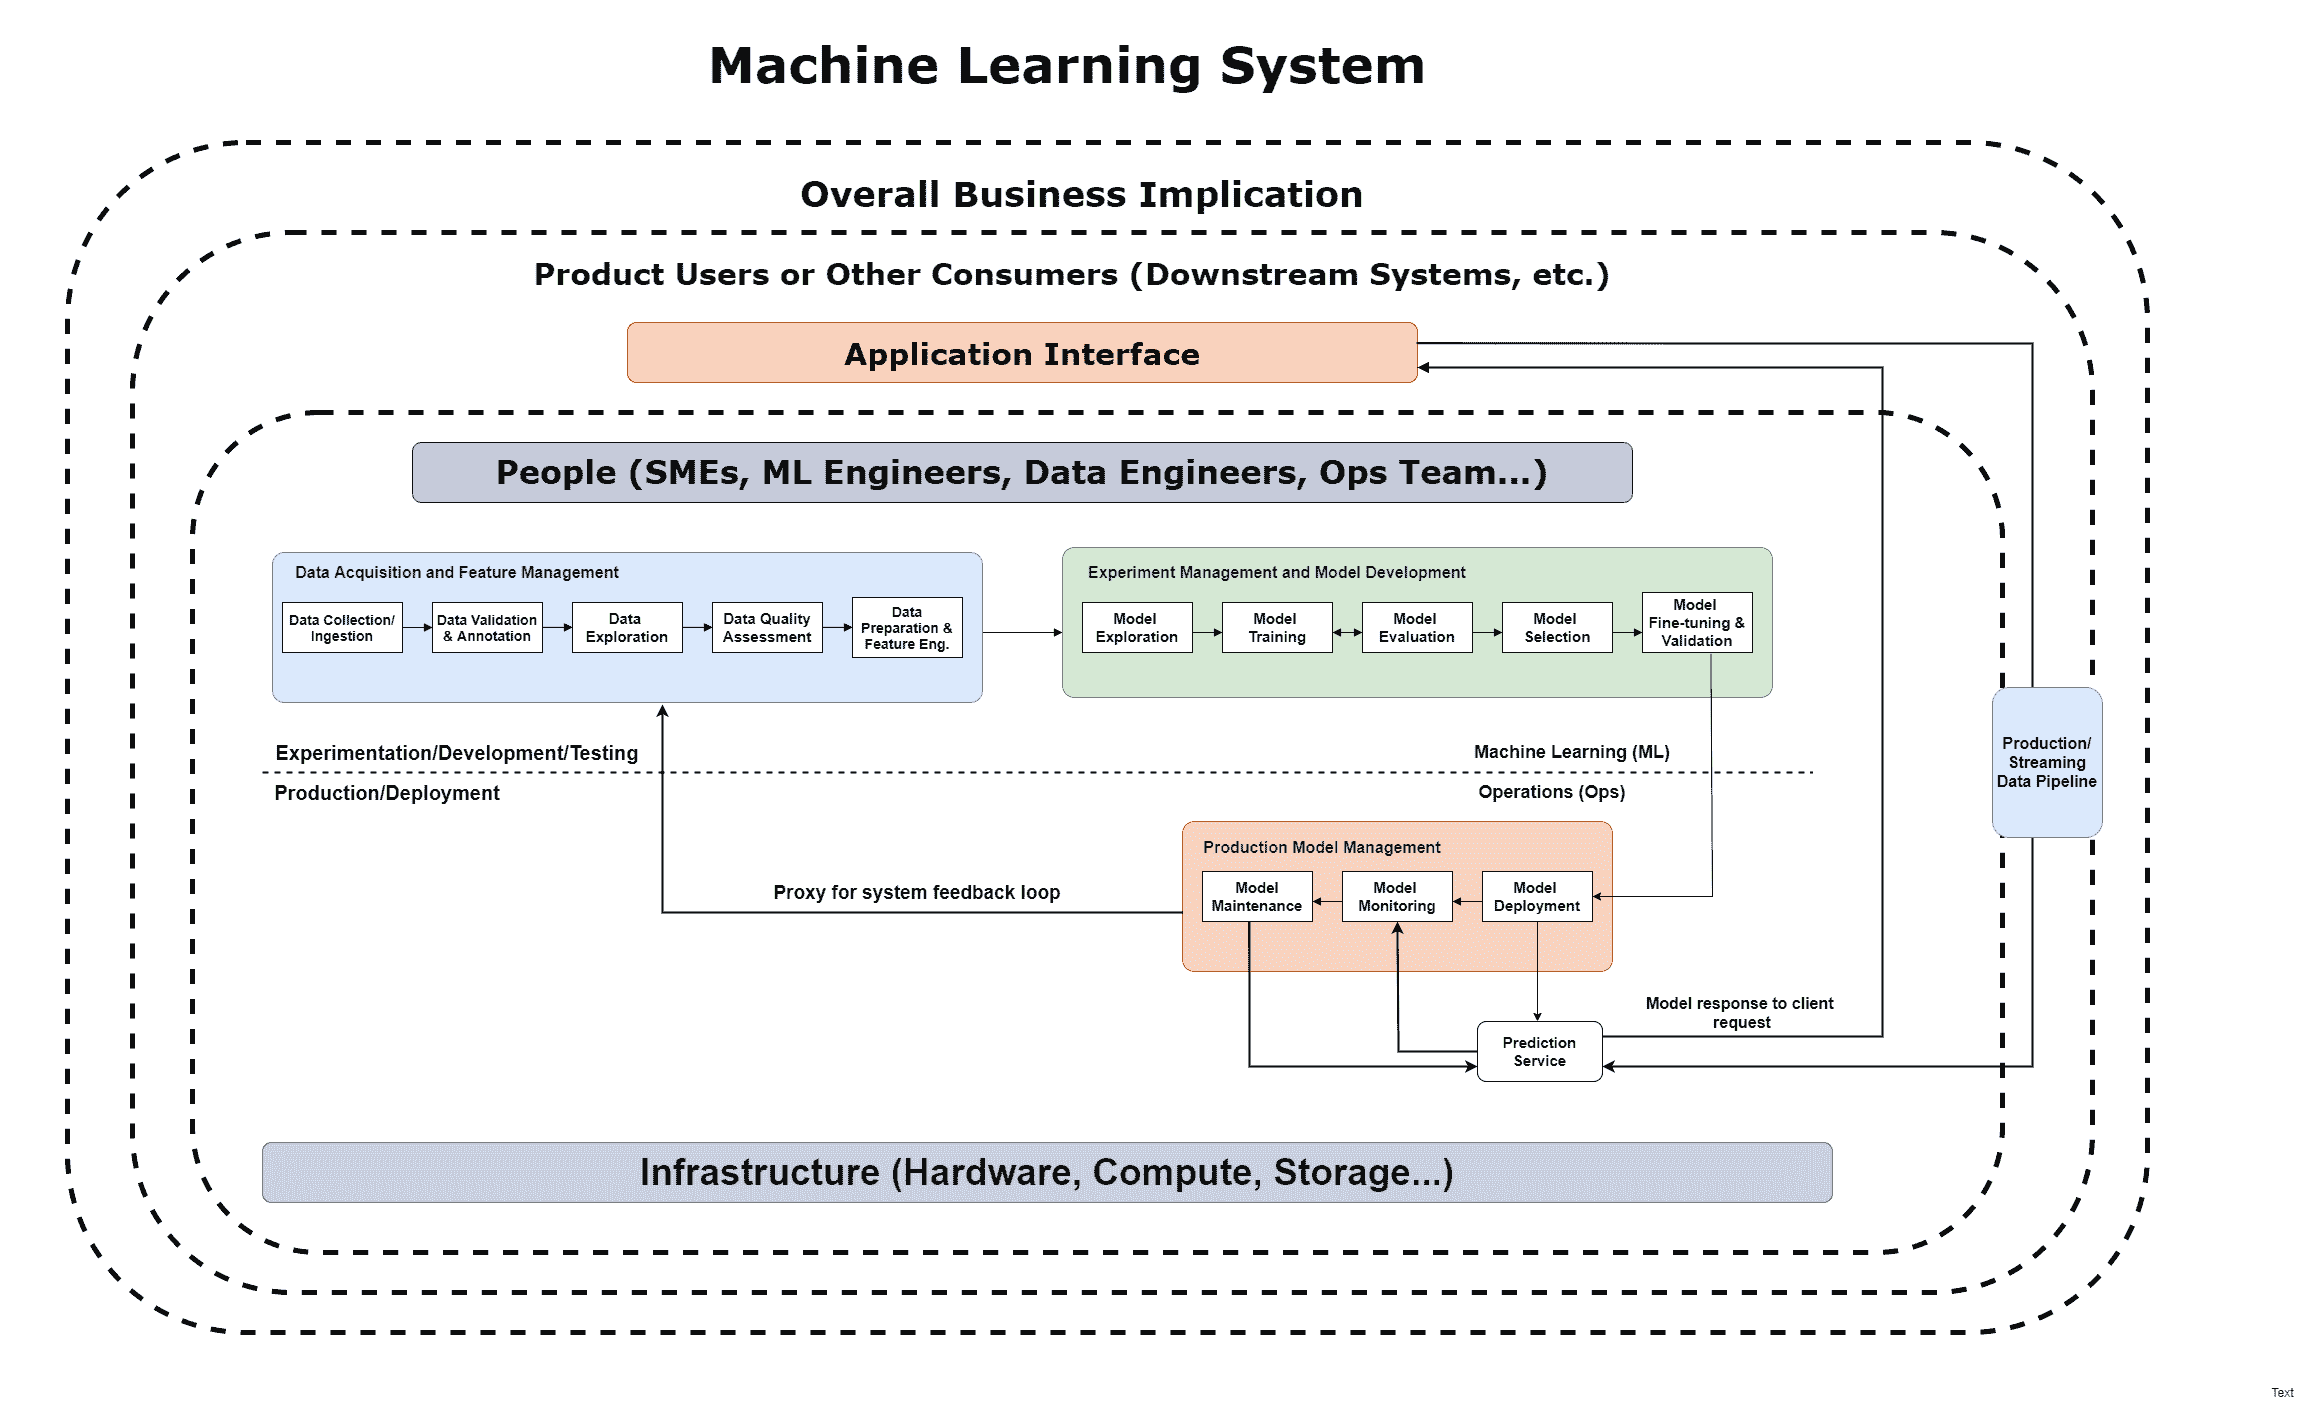 Machine Learning System
Overall Business Implication
Product Users or Other Consumers (Downstream Systems, etc.)
Application Interface
People (SMEs, ML Engineers, Data Engineers, Ops Team...)
Data Acquisition and Feature Management
Data Collection/
Ingestion
Data Validation
& Annotation
Data
Exploration
Data Quality
Assessment
Data
Preparation &
Feature Eng.
Experiment Management and Model Development
Model
Exploration
Model
Training
Model
Evaluation
Model
Selection
Model
Fine-tuning &
Validation
Production/
Streaming
Data Pipeline
Experimentation/Development/Testing
Machine Learning (ML)
Production/Deployment
Operations (Ops)
Production Model Management
Model
Maintenance
Model
Monitoring
Model
Deployment
Proxy for system feedback loop
Model response to client
request
Prediction
Service
Infrastructure (Hardware, Compute, Storage...)
Text